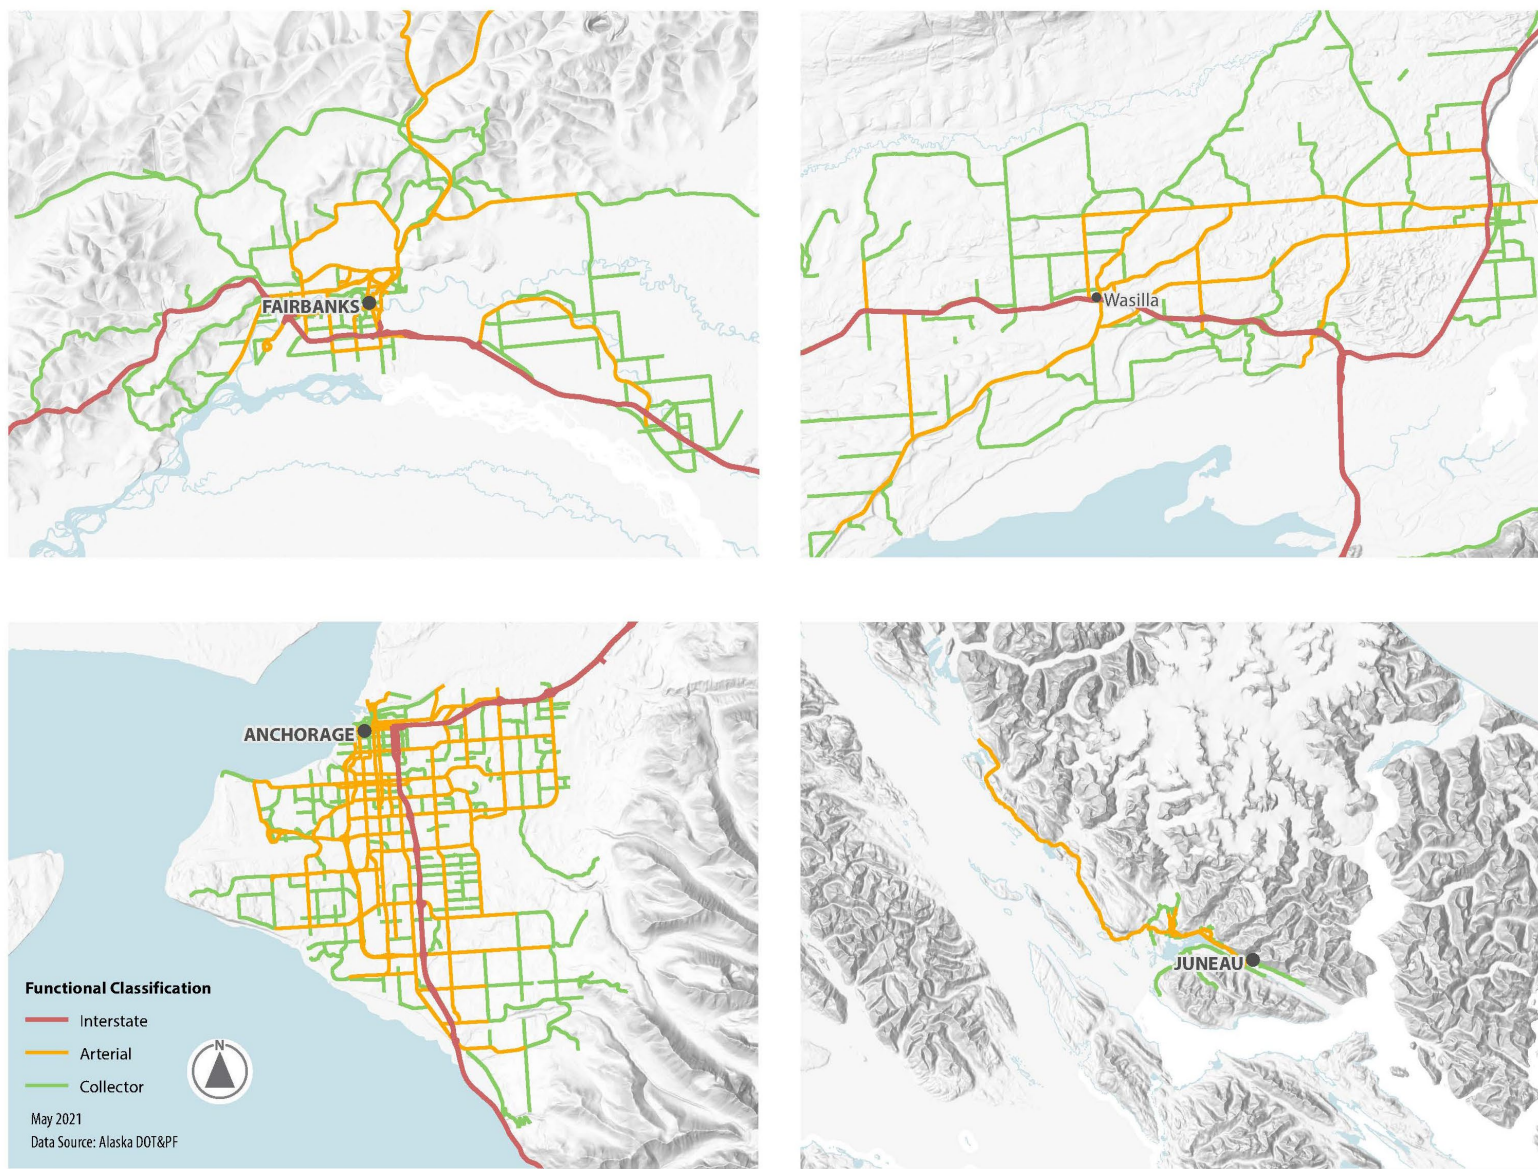 FAIRBANKS
Wasilla
ANCHORAGE
JUNEAU
Functional Classification
Interstate
Arterial
Collector
N
May 2021
Data Source: Alaska DOT&PF